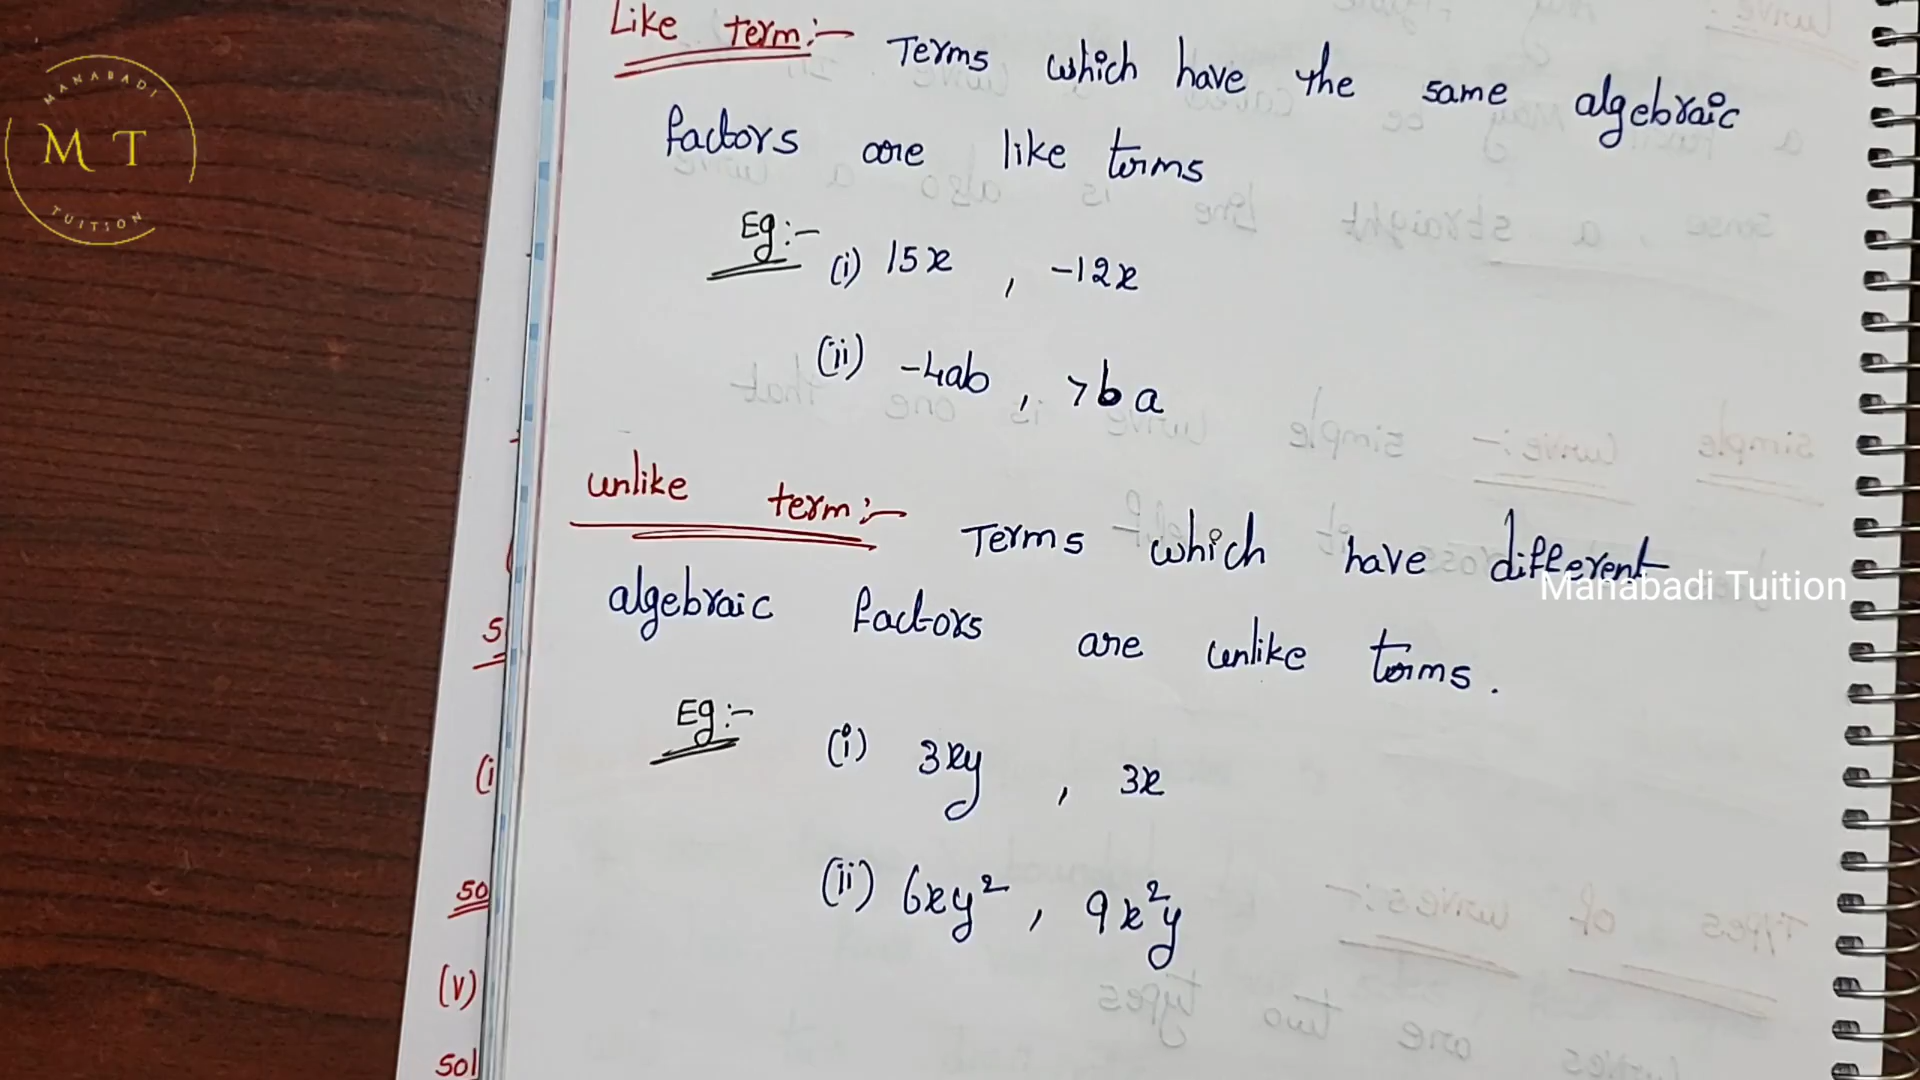 MANABADI
M T
TUITION
Like term:- Terms which have the same algebraic
factors are like terms
Eg:-
(i) 15x , -12x
(ii) -4ab , 7ba
unlike term:- Terms which have different
Manabadi Tuition
algebraic factors are unlike terms.
Eg:-
(i) 3xy , 3x
(ii) 6xy² , 9x²y
S
(i
so
(v)
sol